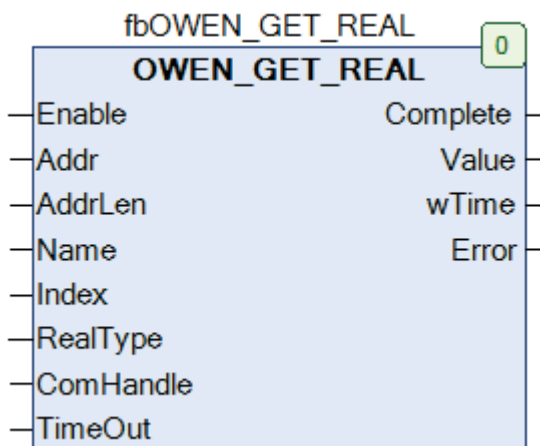 fbOWEN_GET_REAL
0
OWEN_GET_REAL
Enable Complete
Addr Value
AddrLen wTime
Name Error
Index
RealType
ComHandle
TimeOut